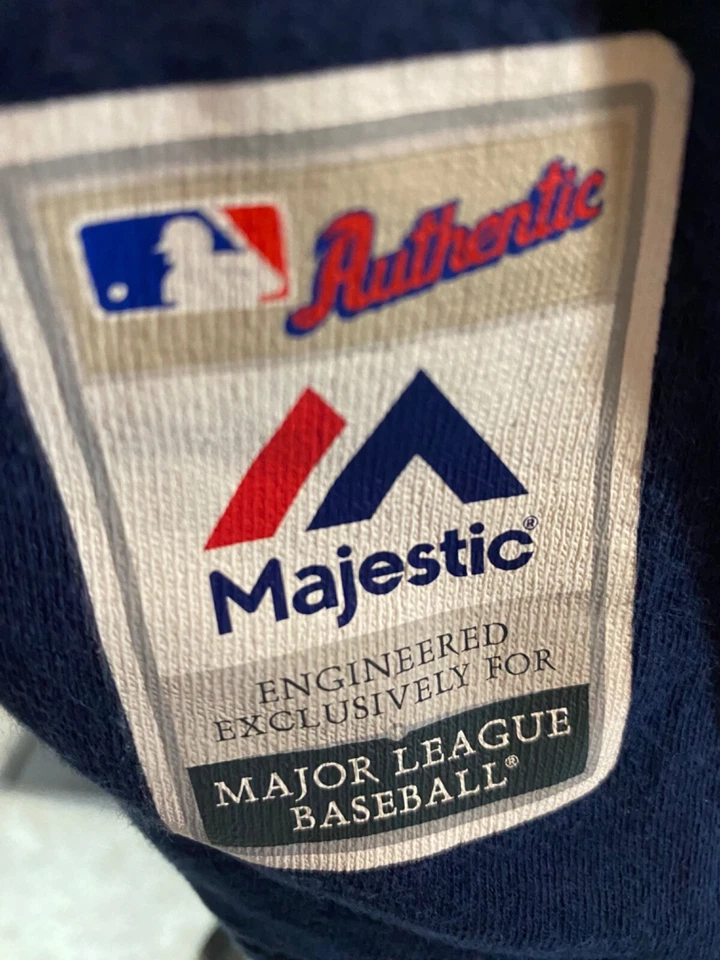 Authentic
Majestic®
ENGINEERED
EXCLUSIVELY FOR
MAJOR LEAGUE
BASEBALL®